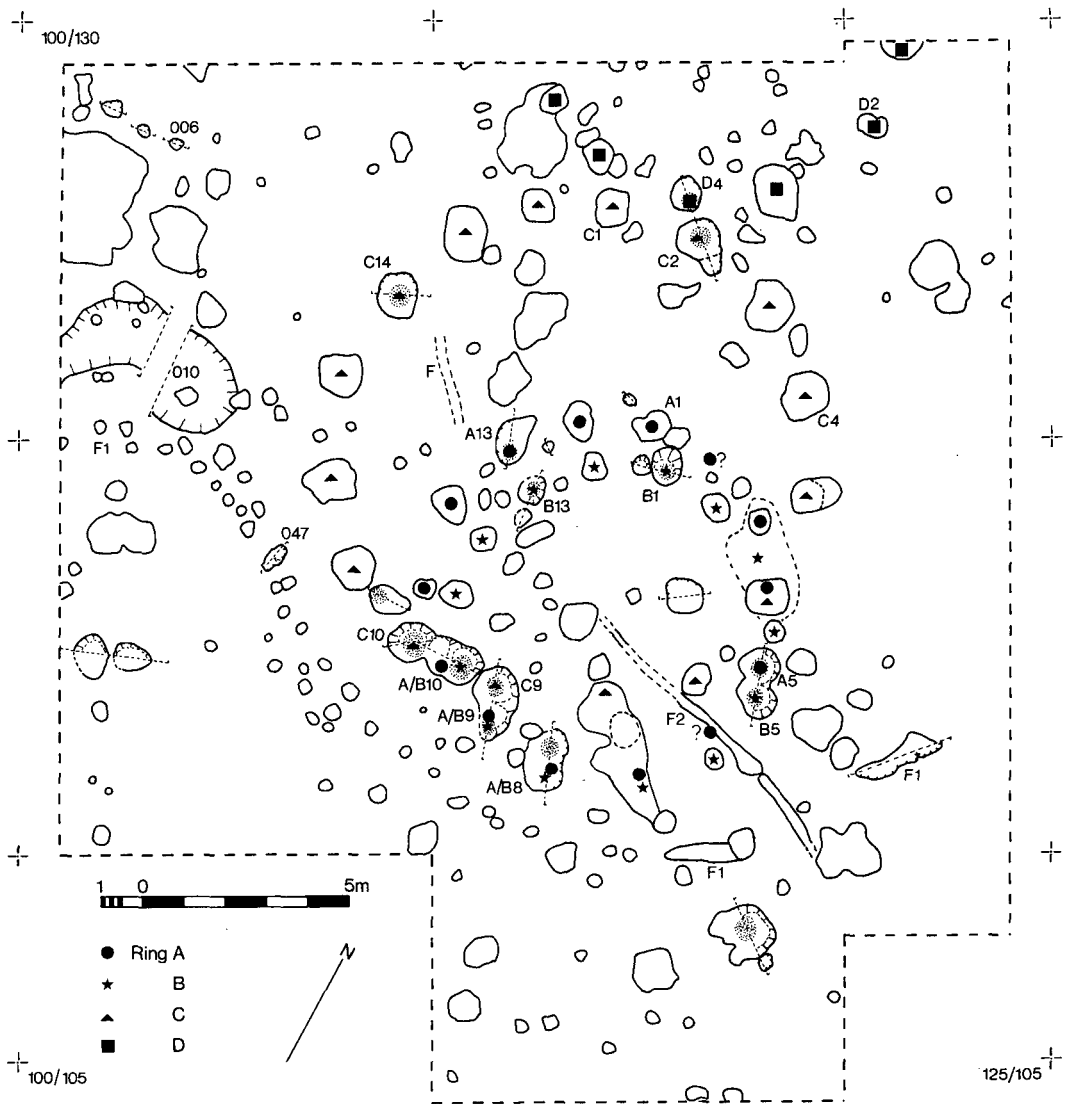 100/130
006
D2
D4
C1
C2
C14
010
F
C4
F1
A13
A1
?
B1
B13
047
C10
A/B10
C9
A5
A/B9
F2
B5
?
A/B8
F1
F1
1 0 5m
Ring A
B
C
D
N
100/105
125/105